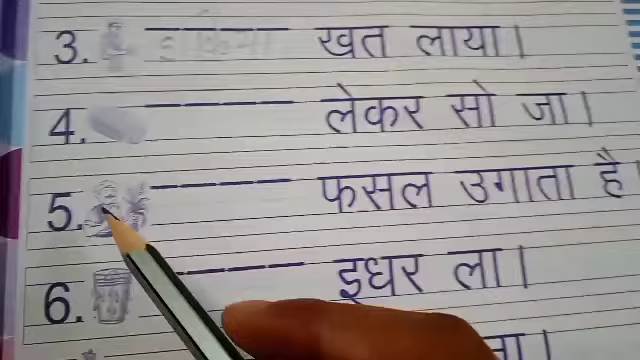 3. खत लाया।
4. लेकर सो जा।
5. फसल उगाता है
6. इधर ला।